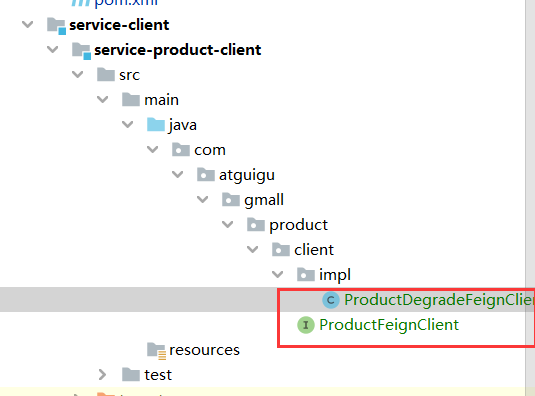 pom.xml
service-client
service-product-client
src
main
java
com
atguigu
gmall
product
client
impl
ProductDegradeFeignClie
ProductFeignClient
resources
test